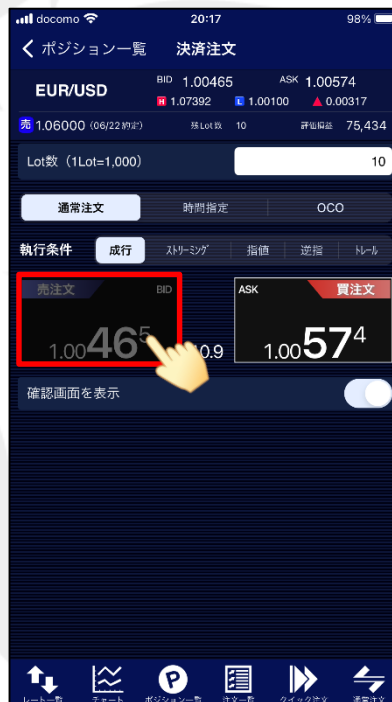 docomo 20:17 98%
ポジション一覧 決済注文
EUR/USD BID 1.00465 ASK 1.00574
H 1.07392 L 1.00100 ▲ 0.00317
売 1.06000 (06/22約定) 残Lot数 10 評価損益 75,434
Lot数（1Lot=1,000） 10
通常注文 時間指定 OCO
執行条件 成行 ストリーミング 指値 逆指 トレール
売注文 BID ASK 買注文
1.00465 10.9 1.00574
確認画面を表示
レート一覧 チャート ポジション一覧 注文一覧 クイック注文 通常注文